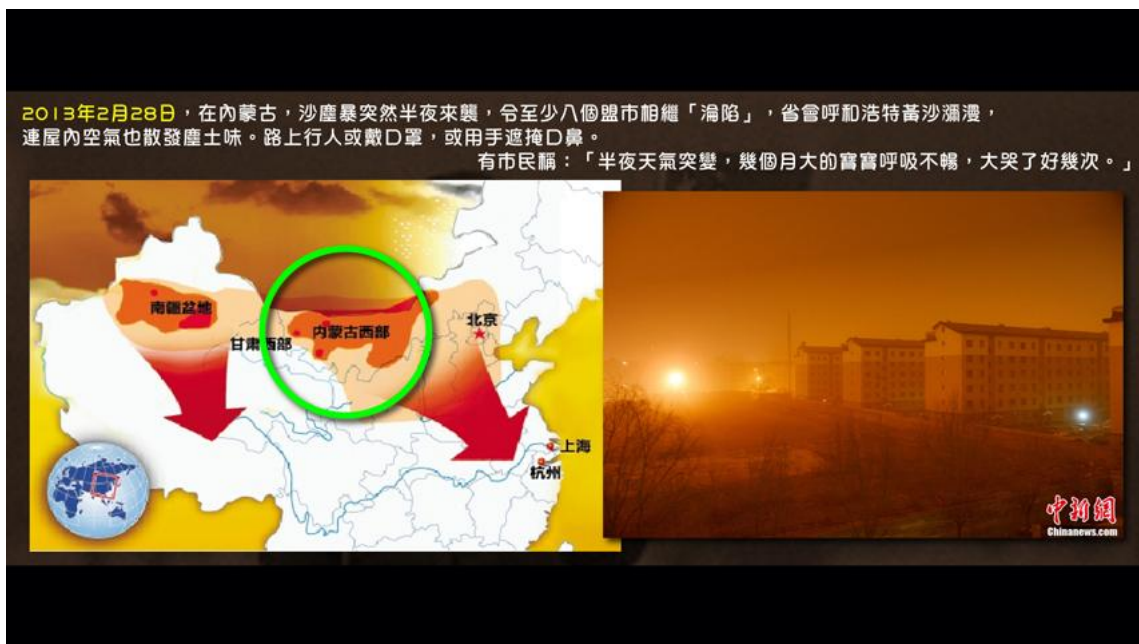 2013年2月28日，在內蒙古，沙塵暴突然半夜來襲，令至少八個盟市相繼「淪陷」，省會呼和浩特黃沙瀰漫，
連屋內空氣也散發塵土味。路上行人或戴口罩，或用手遮掩口鼻。
有市民稱：「半夜天氣突變，幾個月大的寶寶呼吸不暢，大哭了好幾次。」
南疆盆地
甘肅西部
內蒙古西部
北京
上海
杭州
中新網
Chinanews.com